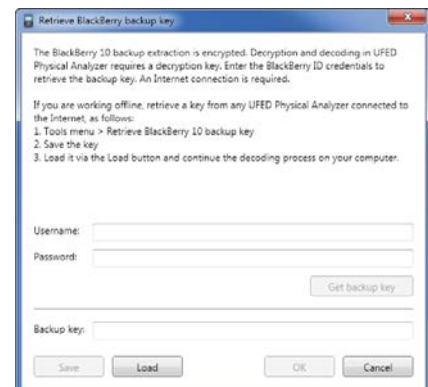 Retrieve BlackBerry backup key
The BlackBerry 10 backup extraction is encrypted. Decryption and decoding in UFED
Physical Analyzer requires a decryption key. Enter the BlackBerry ID credentials to
retrieve the backup key. An Internet connection is required.
If you are working offline, retrieve a key from any UFED Physical Analyzer connected to
the Internet, as follows:
1. Tools menu > Retrieve BlackBerry 10 backup key
2. Save the key
3. Load it via the Load button and continue the decoding process on your computer.
Username:
Password:
Get backup key
Backup key:
Save Load OK Cancel